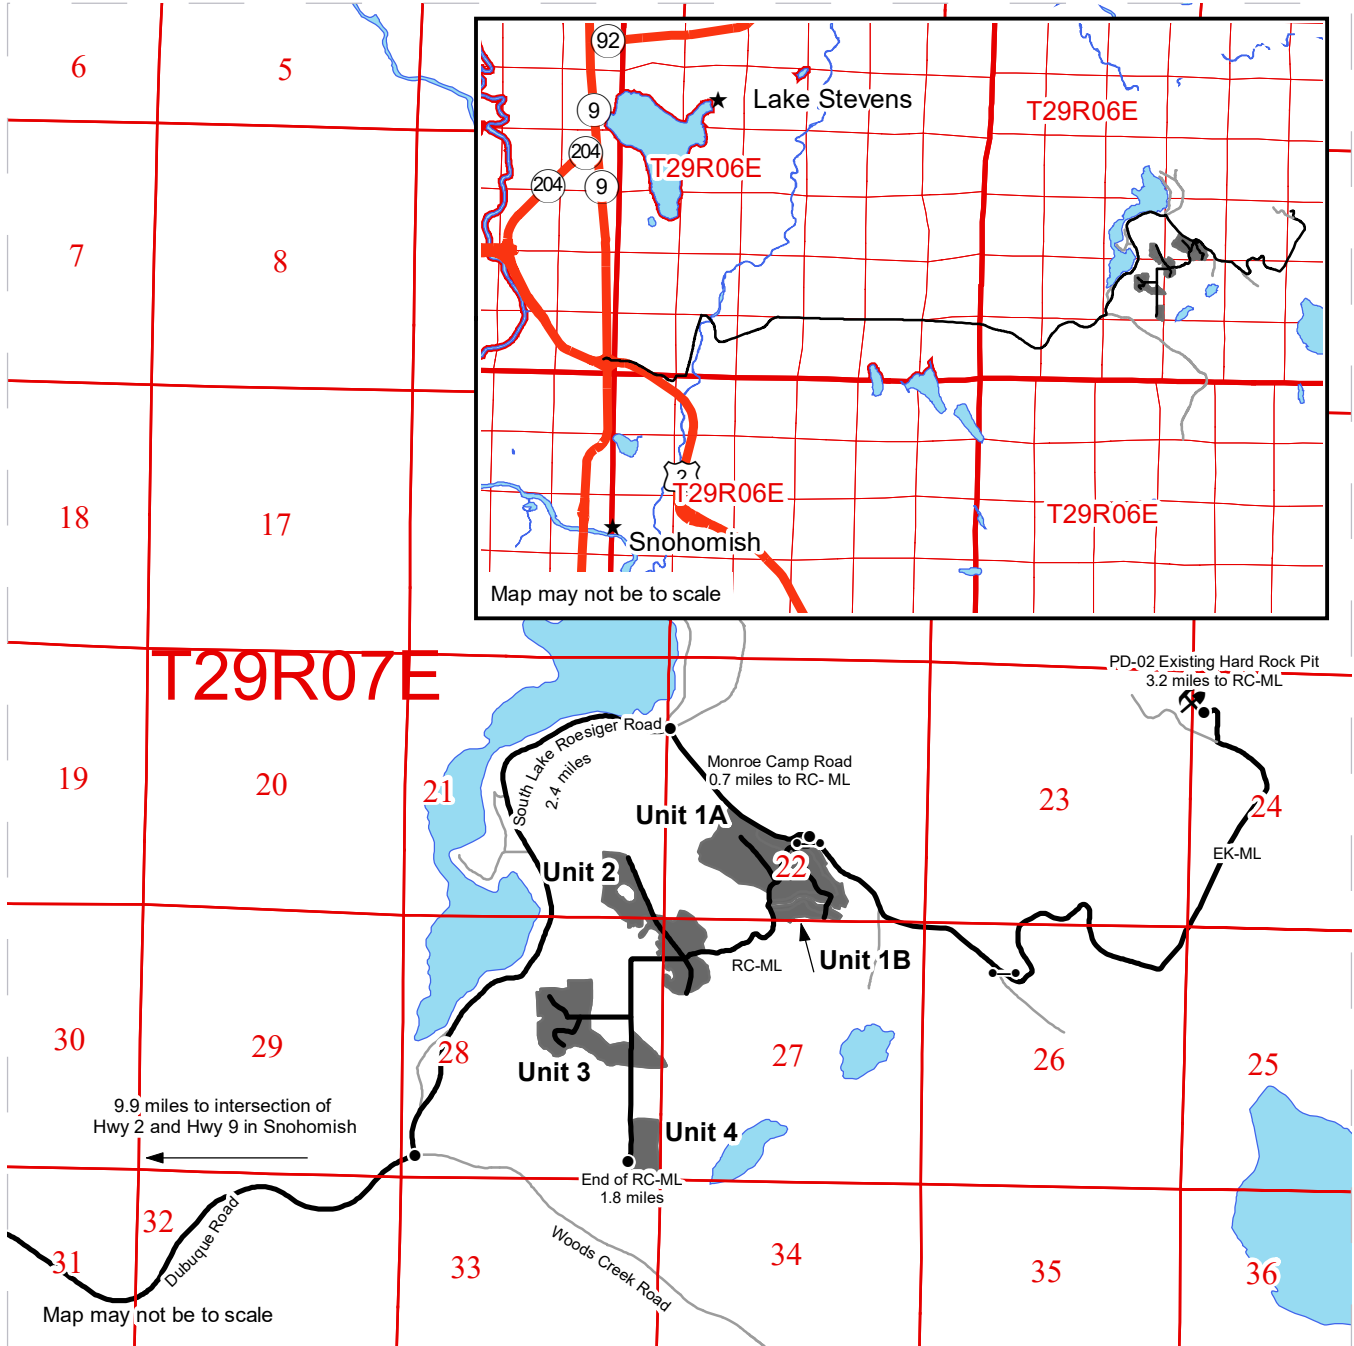 6
5
92
9
Lake Stevens
T29R06E
204
T29R06E
204
9
7
8
2
T29R06E
T29R06E
18
17
Snohomish
Map may not be to scale
T29R07E
PD-02 Existing Hard Rock Pit
3.2 miles to RC-ML
South Lake Roesiger Road
2.4 miles
Monroe Camp Road
0.7 miles to RC- ML
19
20
21
23
24
Unit 1A
22
EK-ML
Unit 2
RC-ML
Unit 1B
30
29
28
27
26
25
Unit 3
9.9 miles to intersection of
Hwy 2 and Hwy 9 in Snohomish
Unit 4
End of RC-ML
1.8 miles
32
Dubuque Road
31
33
Woods Creek Road
34
35
36
Map may not be to scale